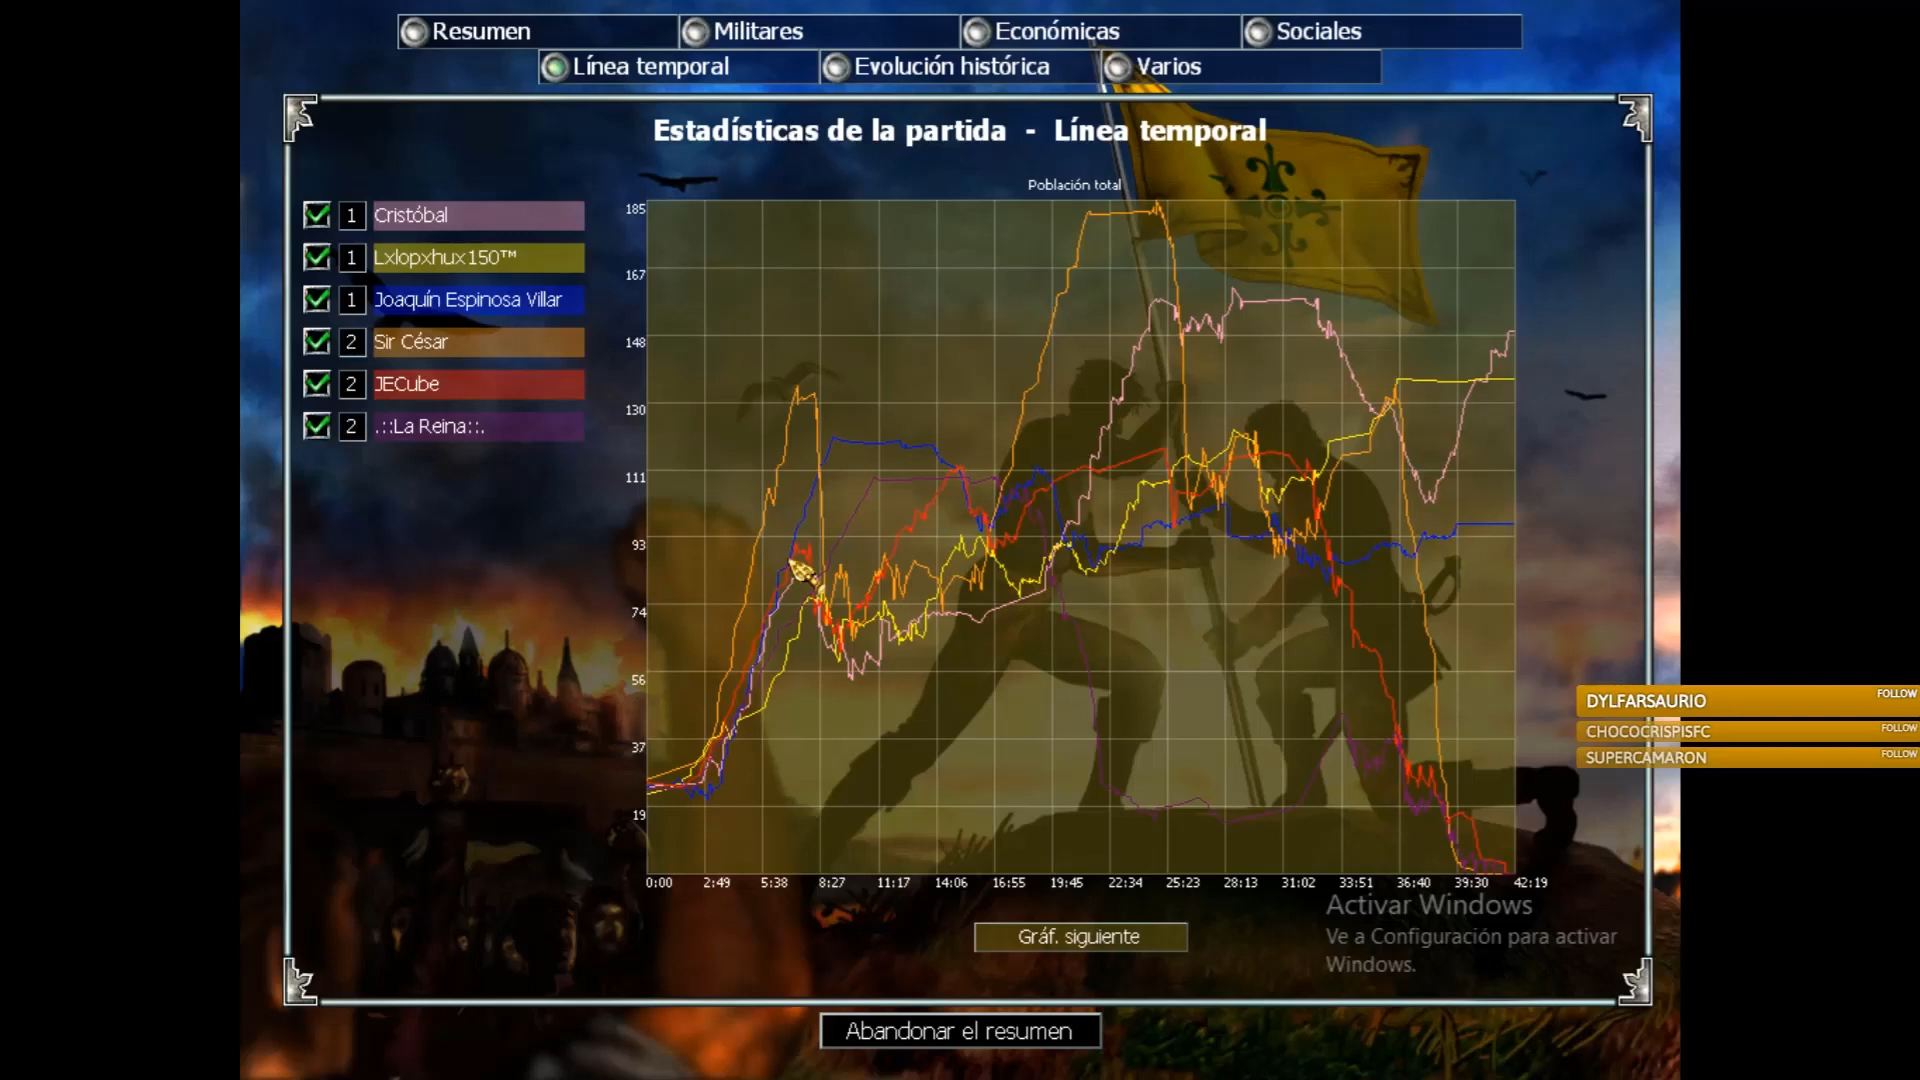 Resumen
Militares
Económicas
Sociales
Línea temporal
Evolución histórica
Varios
Estadísticas de la partida - Línea temporal
Población total
1 Cristóbal
1 Lxlopxhux150™
1 Joaquín Espinosa Villar
2 Sir César
2 JECube
2 .::La Reina::.
185
167
148
130
111
93
74
56
37
19
0:00 2:49 5:38 8:27 11:17 14:06 16:55 19:45 22:34 25:23 28:13 31:02 33:51 36:40 39:30 42:19
Gráf. siguiente
Abandonar el resumen
DYLFARSAURIO FOLLOW
CHOCOCRISPISFC FOLLOW
SUPERCAMARON FOLLOW
Activar Windows
Ve a Configuración para activar
Windows.